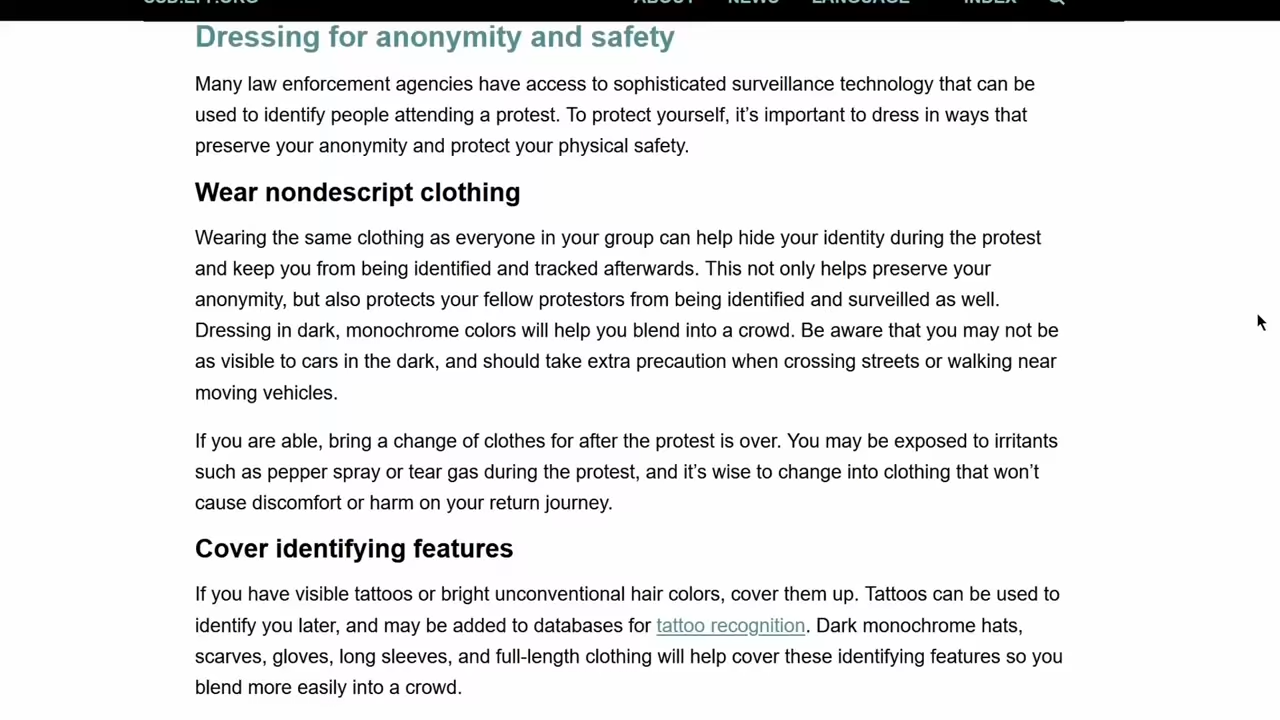 SSD.EFF.ORG ABOUT NEWS LANGUAGE INDEX
Dressing for anonymity and safety
Many law enforcement agencies have access to sophisticated surveillance technology that can be
used to identify people attending a protest. To protect yourself, it’s important to dress in ways that
preserve your anonymity and protect your physical safety.
Wear nondescript clothing
Wearing the same clothing as everyone in your group can help hide your identity during the protest
and keep you from being identified and tracked afterwards. This not only helps preserve your
anonymity, but also protects your fellow protestors from being identified and surveilled as well.
Dressing in dark, monochrome colors will help you blend into a crowd. Be aware that you may not be
as visible to cars in the dark, and should take extra precaution when crossing streets or walking near
moving vehicles.
If you are able, bring a change of clothes for after the protest is over. You may be exposed to irritants
such as pepper spray or tear gas during the protest, and it’s wise to change into clothing that won’t
cause discomfort or harm on your return journey.
Cover identifying features
If you have visible tattoos or bright unconventional hair colors, cover them up. Tattoos can be used to
identify you later, and may be added to databases for tattoo recognition. Dark monochrome hats,
scarves, gloves, long sleeves, and full-length clothing will help cover these identifying features so you
blend more easily into a crowd.